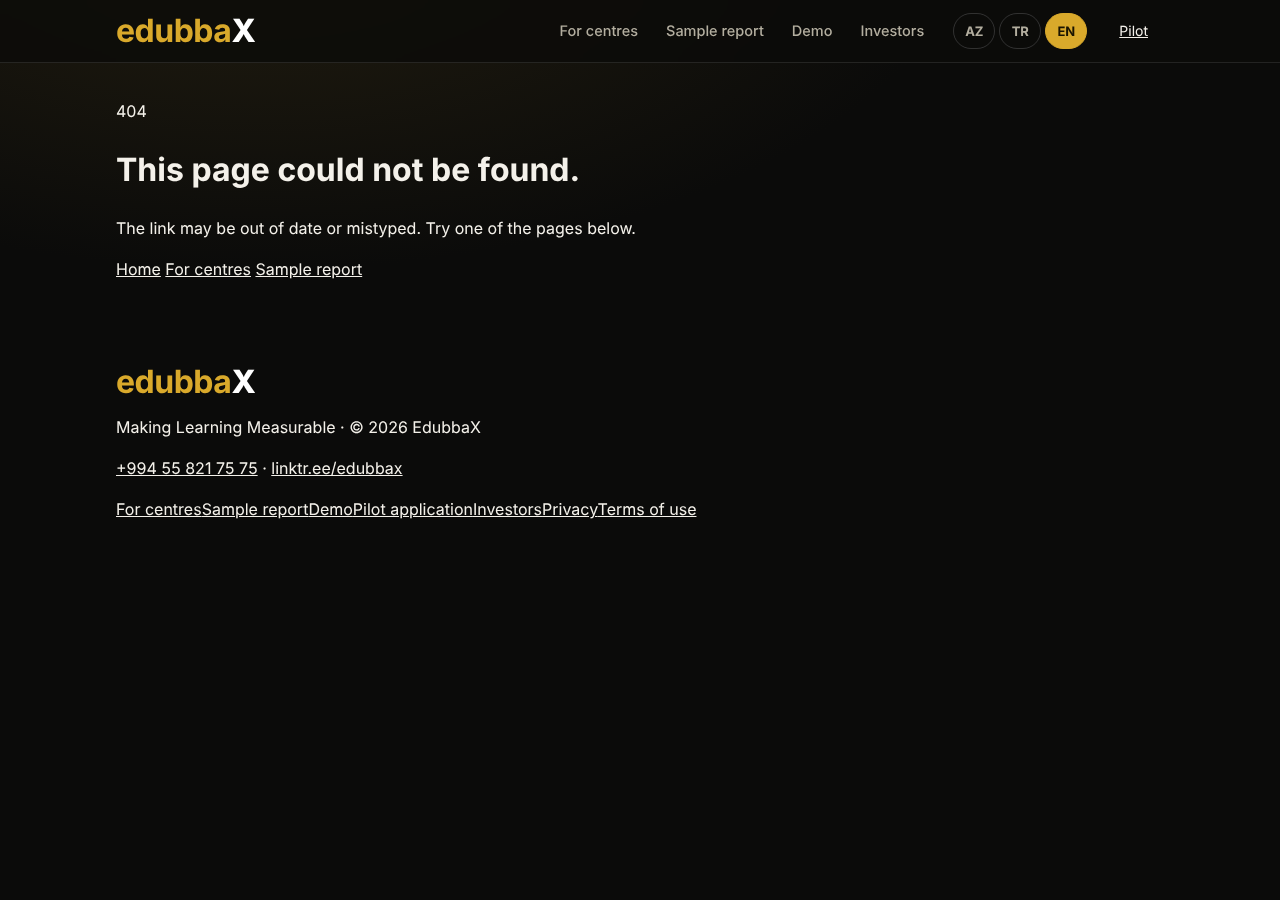 edubbaX For centres Sample report Demo Investors AZ TR EN Pilot
404
This page could not be found.
The link may be out of date or mistyped. Try one of the pages below.
Home For centres Sample report
edubbaX
Making Learning Measurable · © 2026 EdubbaX
+994 55 821 75 75 · linktr.ee/edubbax
For centresSample reportDemoPilot applicationInvestorsPrivacyTerms of use